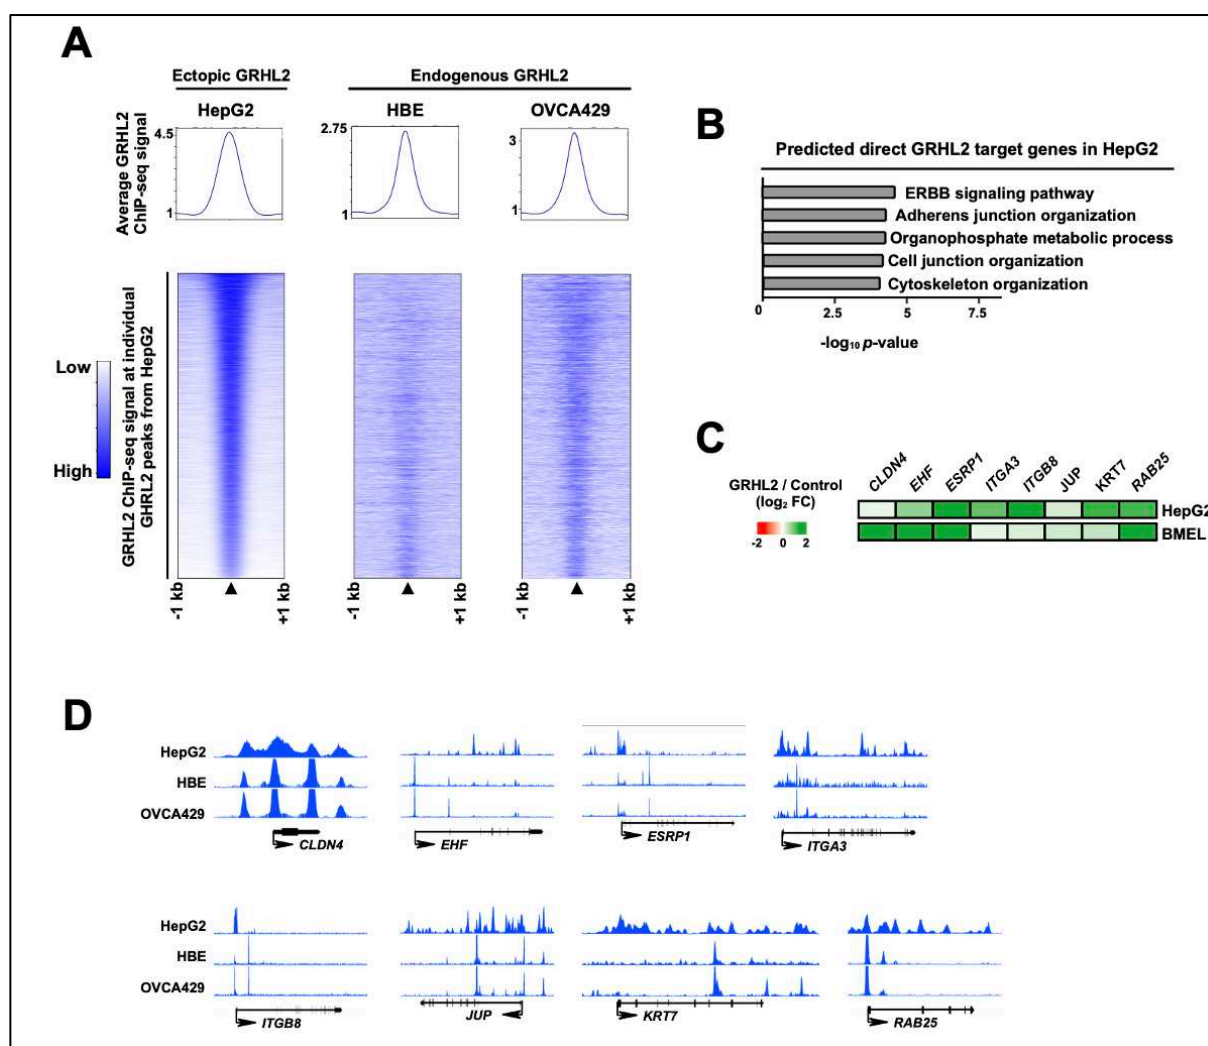 A
Ectopic GRHL2
Endogenous GRHL2
HepG2
HBE
OVCA429
Average GRHL2
ChIP-seq signal
4.5
1
2.75
1
3
1
GRHL2 ChIP-seq signal at individual
GHRL2 peaks from HepG2
Low
High
-1 kb
+1 kb
-1 kb
+1 kb
-1 kb
+1 kb
B
Predicted direct GRHL2 target genes in HepG2
ERBB signaling pathway
Adherens junction organization
Organophosphate metabolic process
Cell junction organization
Cytoskeleton organization
0
2.5
5
7.5
-log₁₀ p-value
C
GRHL2 / Control
(log₂ FC)
-2 0 2
CLDN4
EHF
ESRP1
ITGA3
ITGB8
JUP
KRT7
RAB25
HepG2
BMEL
D
HepG2
HBE
OVCA429
CLDN4
EHF
ESRP1
ITGA3
HepG2
HBE
OVCA429
ITGB8
JUP
KRT7
RAB25